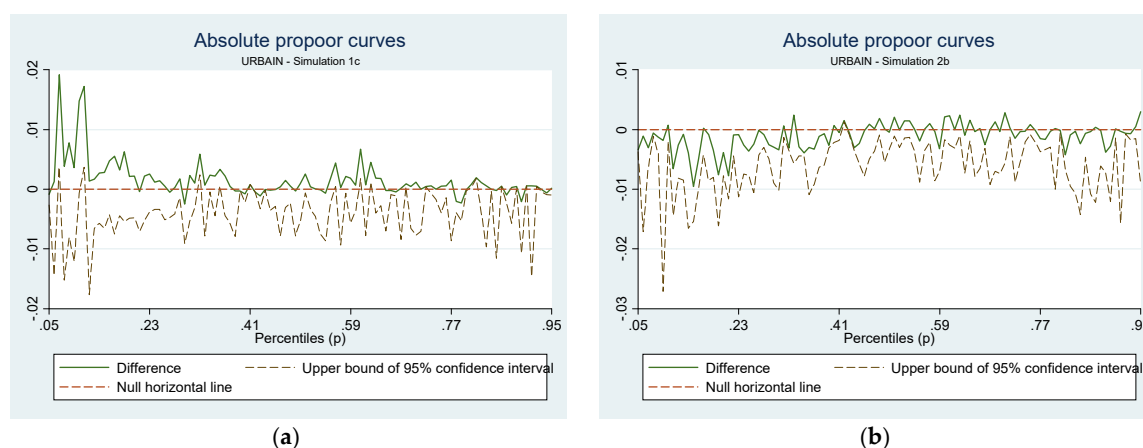 Absolute propoor curves
URBAIN - Simulation 1c
.02
.01
0
-.01
-.02
.05 .23 .41 .59 .77 .95
Percentiles (p)
Difference
Upper bound of 95% confidence interval
Null horizontal line
(a)
Absolute propoor curves
URBAIN - Simulation 2b
.01
0
-.01
-.02
-.03
.05 .23 .41 .59 .77 .9
Percentiles (p)
Difference
Upper bound of 95% confidence interval
Null horizontal line
(b)